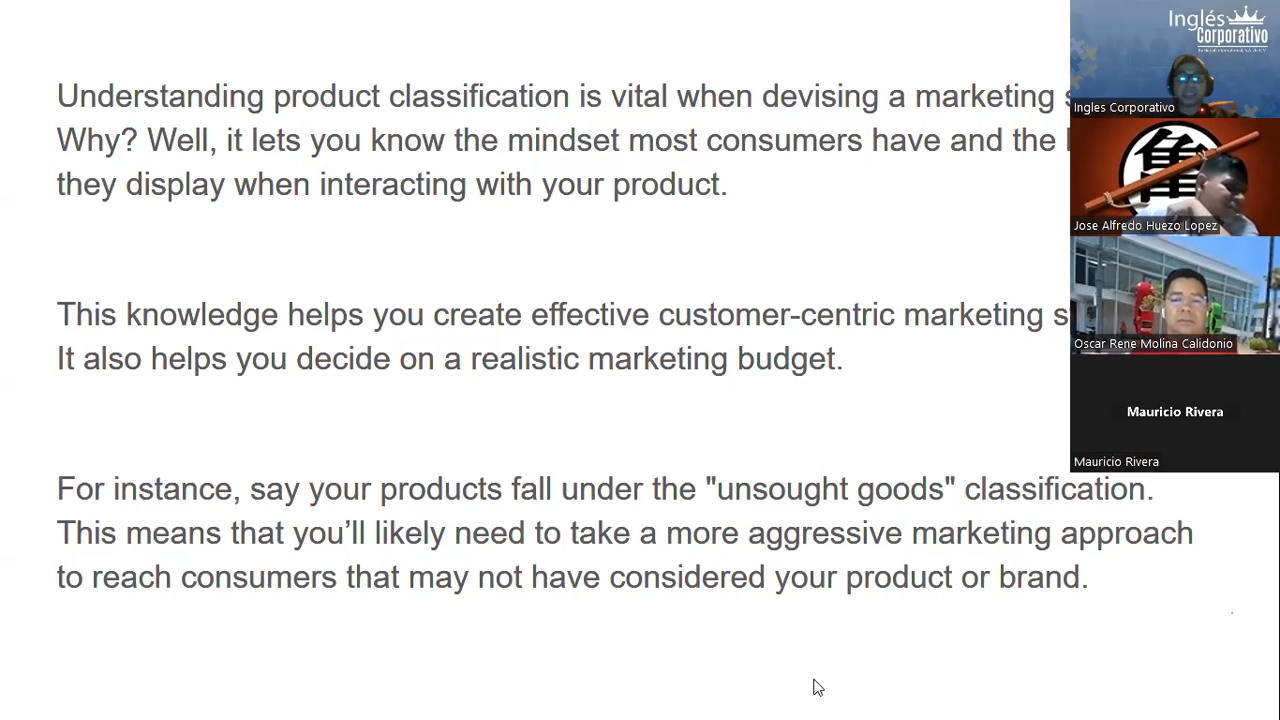 Understanding product classification is vital when devising a marketing s
Why? Well, it lets you know the mindset most consumers have and the
they display when interacting with your product.
This knowledge helps you create effective customer-centric marketing s
It also helps you decide on a realistic marketing budget.
For instance, say your products fall under the "unsought goods" classification.
This means that you’ll likely need to take a more aggressive marketing approach
to reach consumers that may not have considered your product or brand.
Inglés
Corporativo
Ingles Corporativo
亀
Jose Alfredo Huezo Lopez
Oscar Rene Molina Calidonio
Mauricio Rivera
Mauricio Rivera